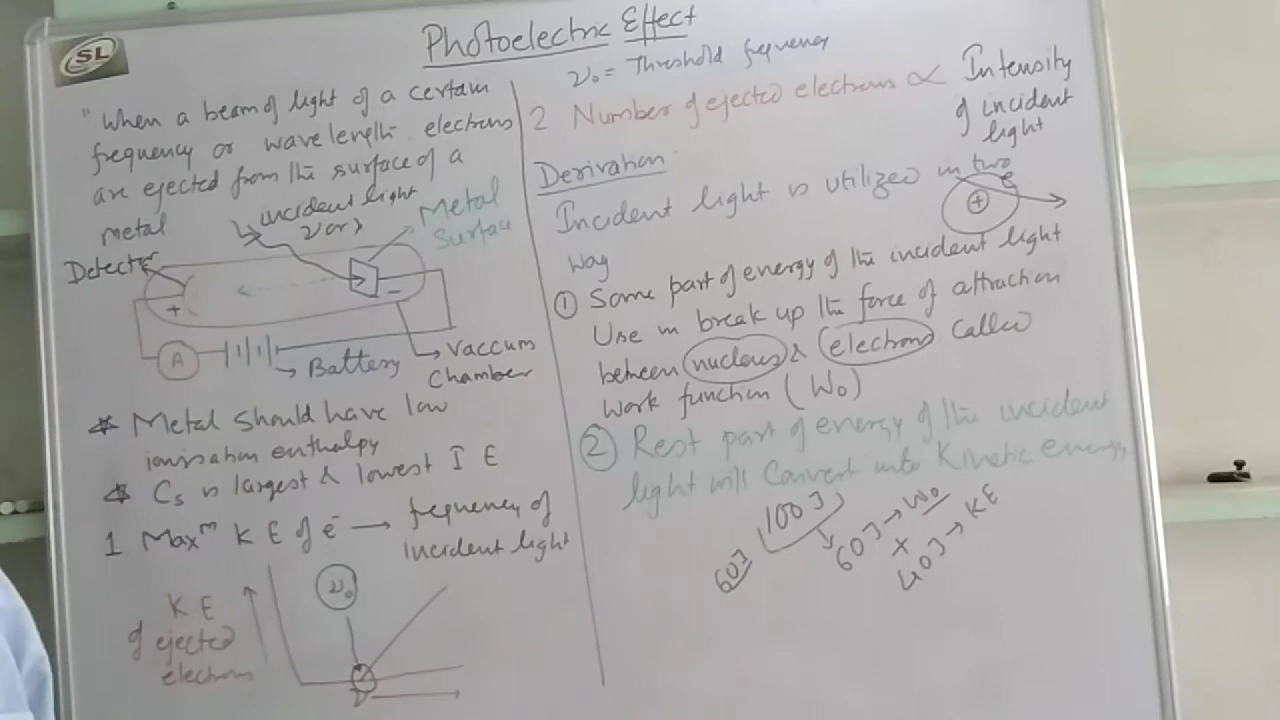 SL
Photoelectric Effect
"When a beam of light of a certain
frequency or wavelength electrons
are ejected from the surface of a
metal
incident light
ν or λ
Metal
Surface
Detector
+
-
A
Battery
Vaccum
Chamber
* Metal should have low
ionisation enthalpy
* Cs is largest & lowest I E
1 Maxᵐ K E of e⁻ → frequency of
incident light
ν₀
K E
of ejected
electrons
ν
ν₀ = Threshold frequency
2 Number of ejected electrons ∝ Intensity
of incident
light
Derivation
Incident light is utilized in two
way
e
+
① Some part of energy of the incident light
Use in break up the force of attraction
between nucleus & electrons called
Work function (W₀)
② Rest part of energy of the incident
light will convert into Kinetic energy
100J
60J
60J → W₀
+
40J → KE